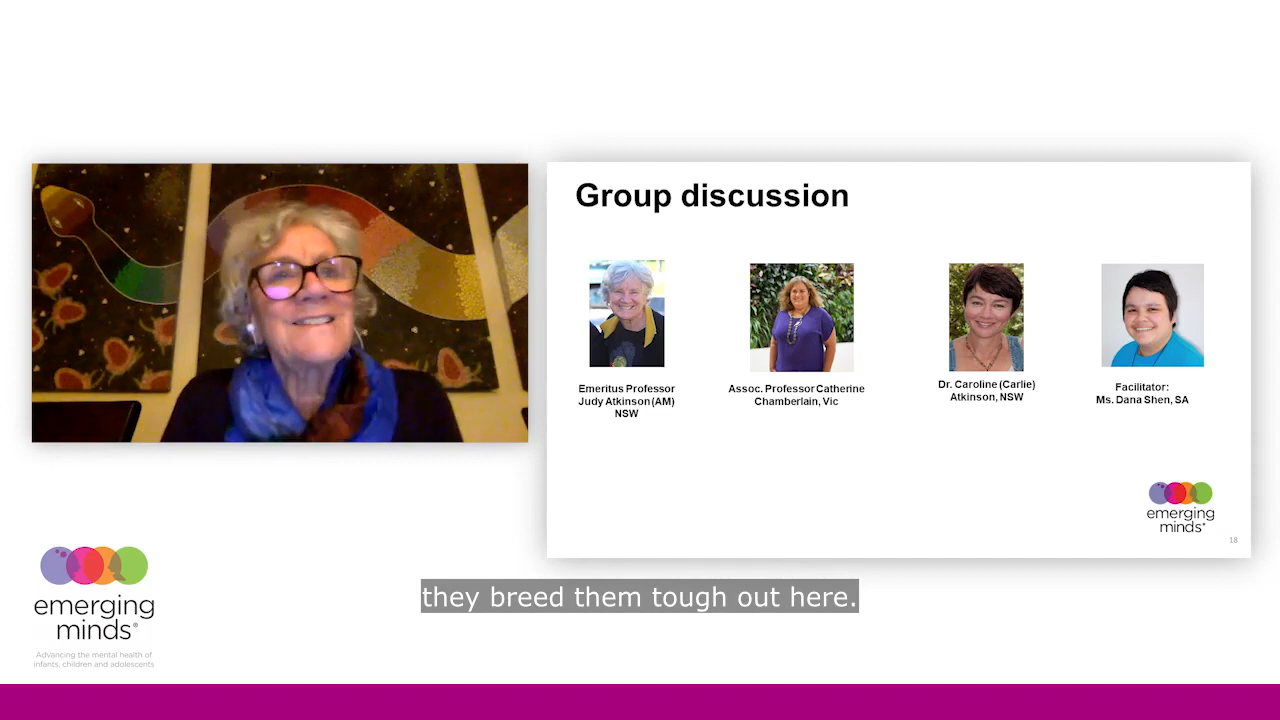 Group discussion
Emeritus Professor
Judy Atkinson (AM)
NSW
Assoc. Professor Catherine
Chamberlain, Vic
Dr. Caroline (Carlie)
Atkinson, NSW
Facilitator:
Ms. Dana Shen, SA
emerging
minds®
18
emerging
minds®
Advancing the mental health of
infants, children and adolescents
they breed them tough out here.